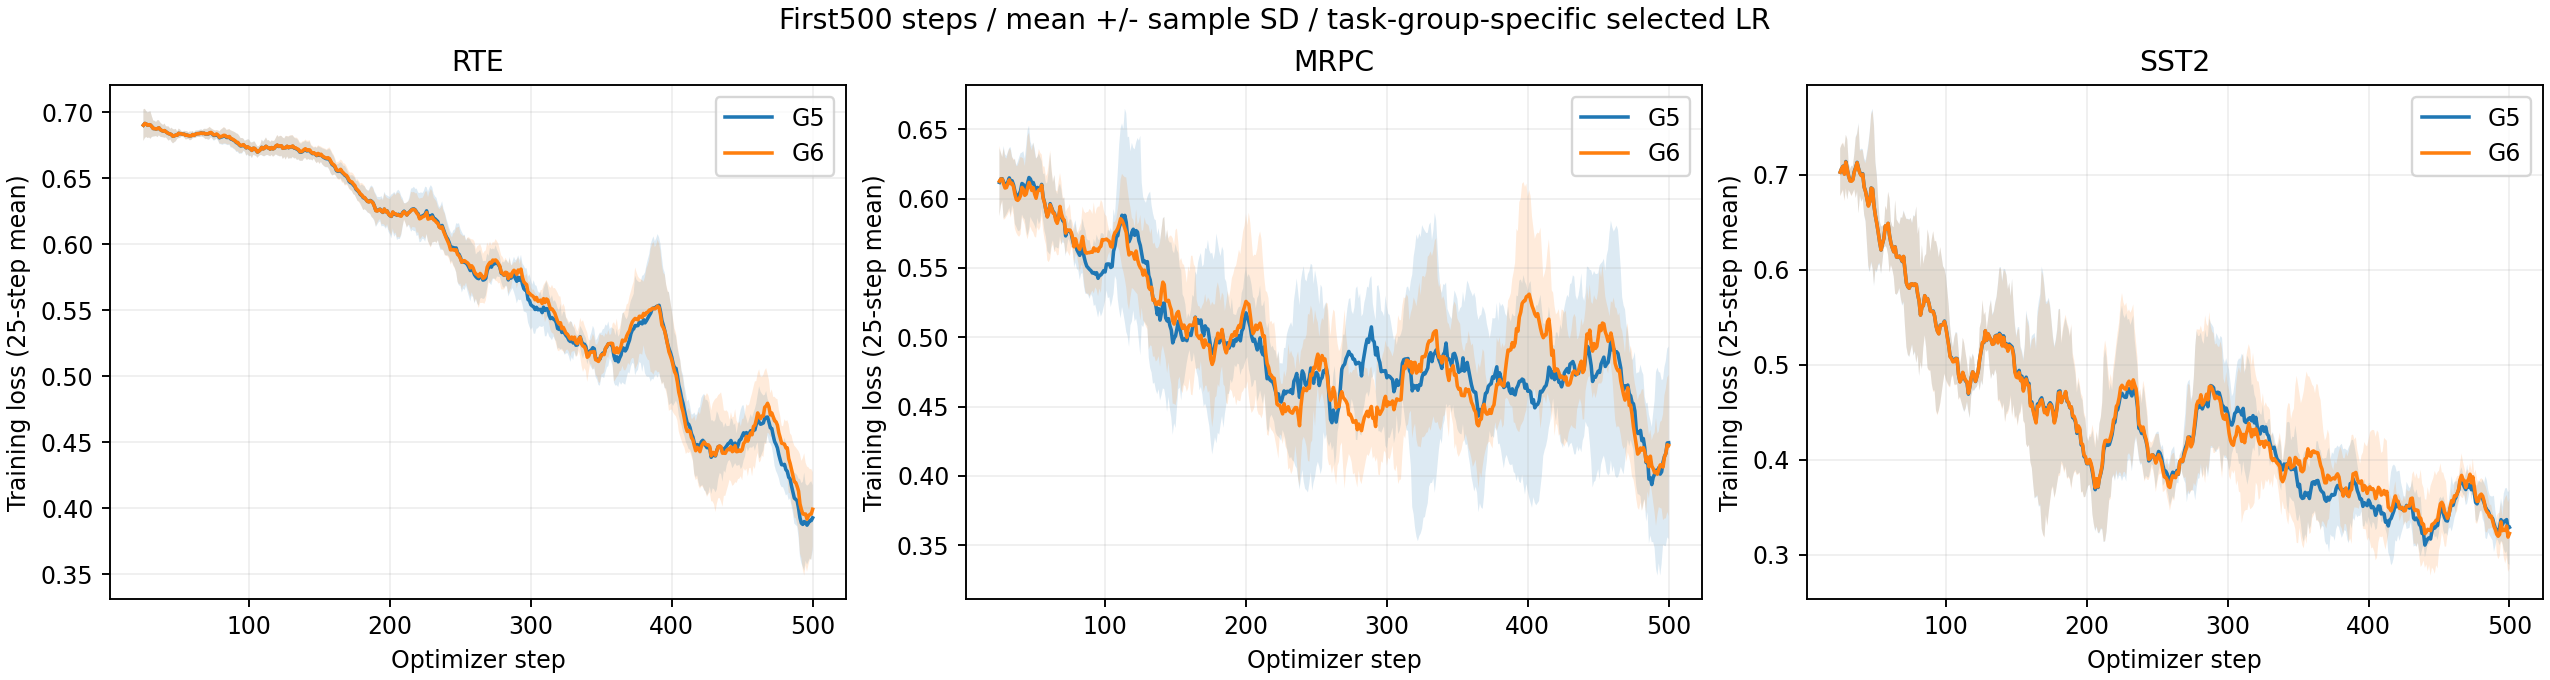 First500 steps / mean +/- sample SD / task-group-specific selected LR
RTE
Training loss (25-step mean)
0.70
0.65
0.60
0.55
0.50
0.45
0.40
0.35
G5
G6
100
200
300
400
500
Optimizer step
MRPC
Training loss (25-step mean)
0.65
0.60
0.55
0.50
0.45
0.40
0.35
G5
G6
100
200
300
400
500
Optimizer step
SST2
Training loss (25-step mean)
0.7
0.6
0.5
0.4
0.3
G5
G6
100
200
300
400
500
Optimizer step